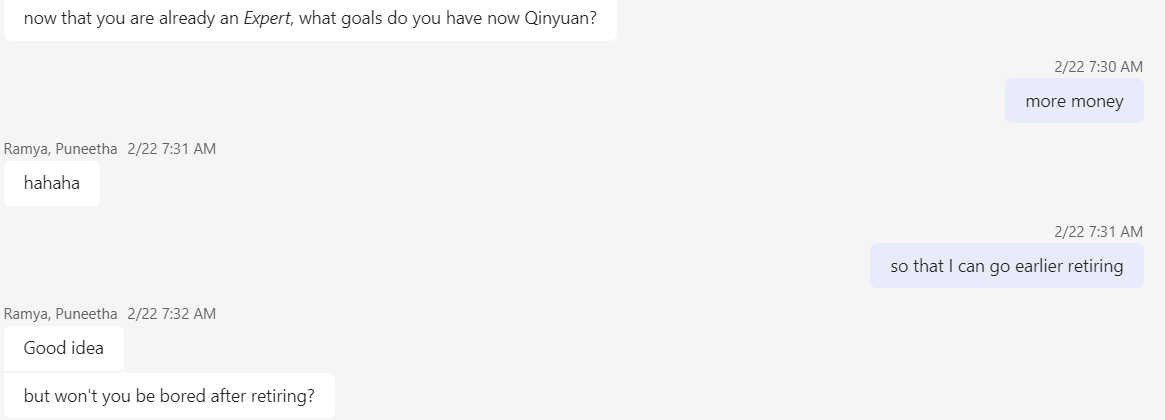 now that you are already an Expert, what goals do you have now Qinyuan?
2/22 7:30 AM
more money
Ramya, Puneetha 2/22 7:31 AM
hahaha
2/22 7:31 AM
so that I can go earlier retiring
Ramya, Puneetha 2/22 7:32 AM
Good idea
but won't you be bored after retiring?